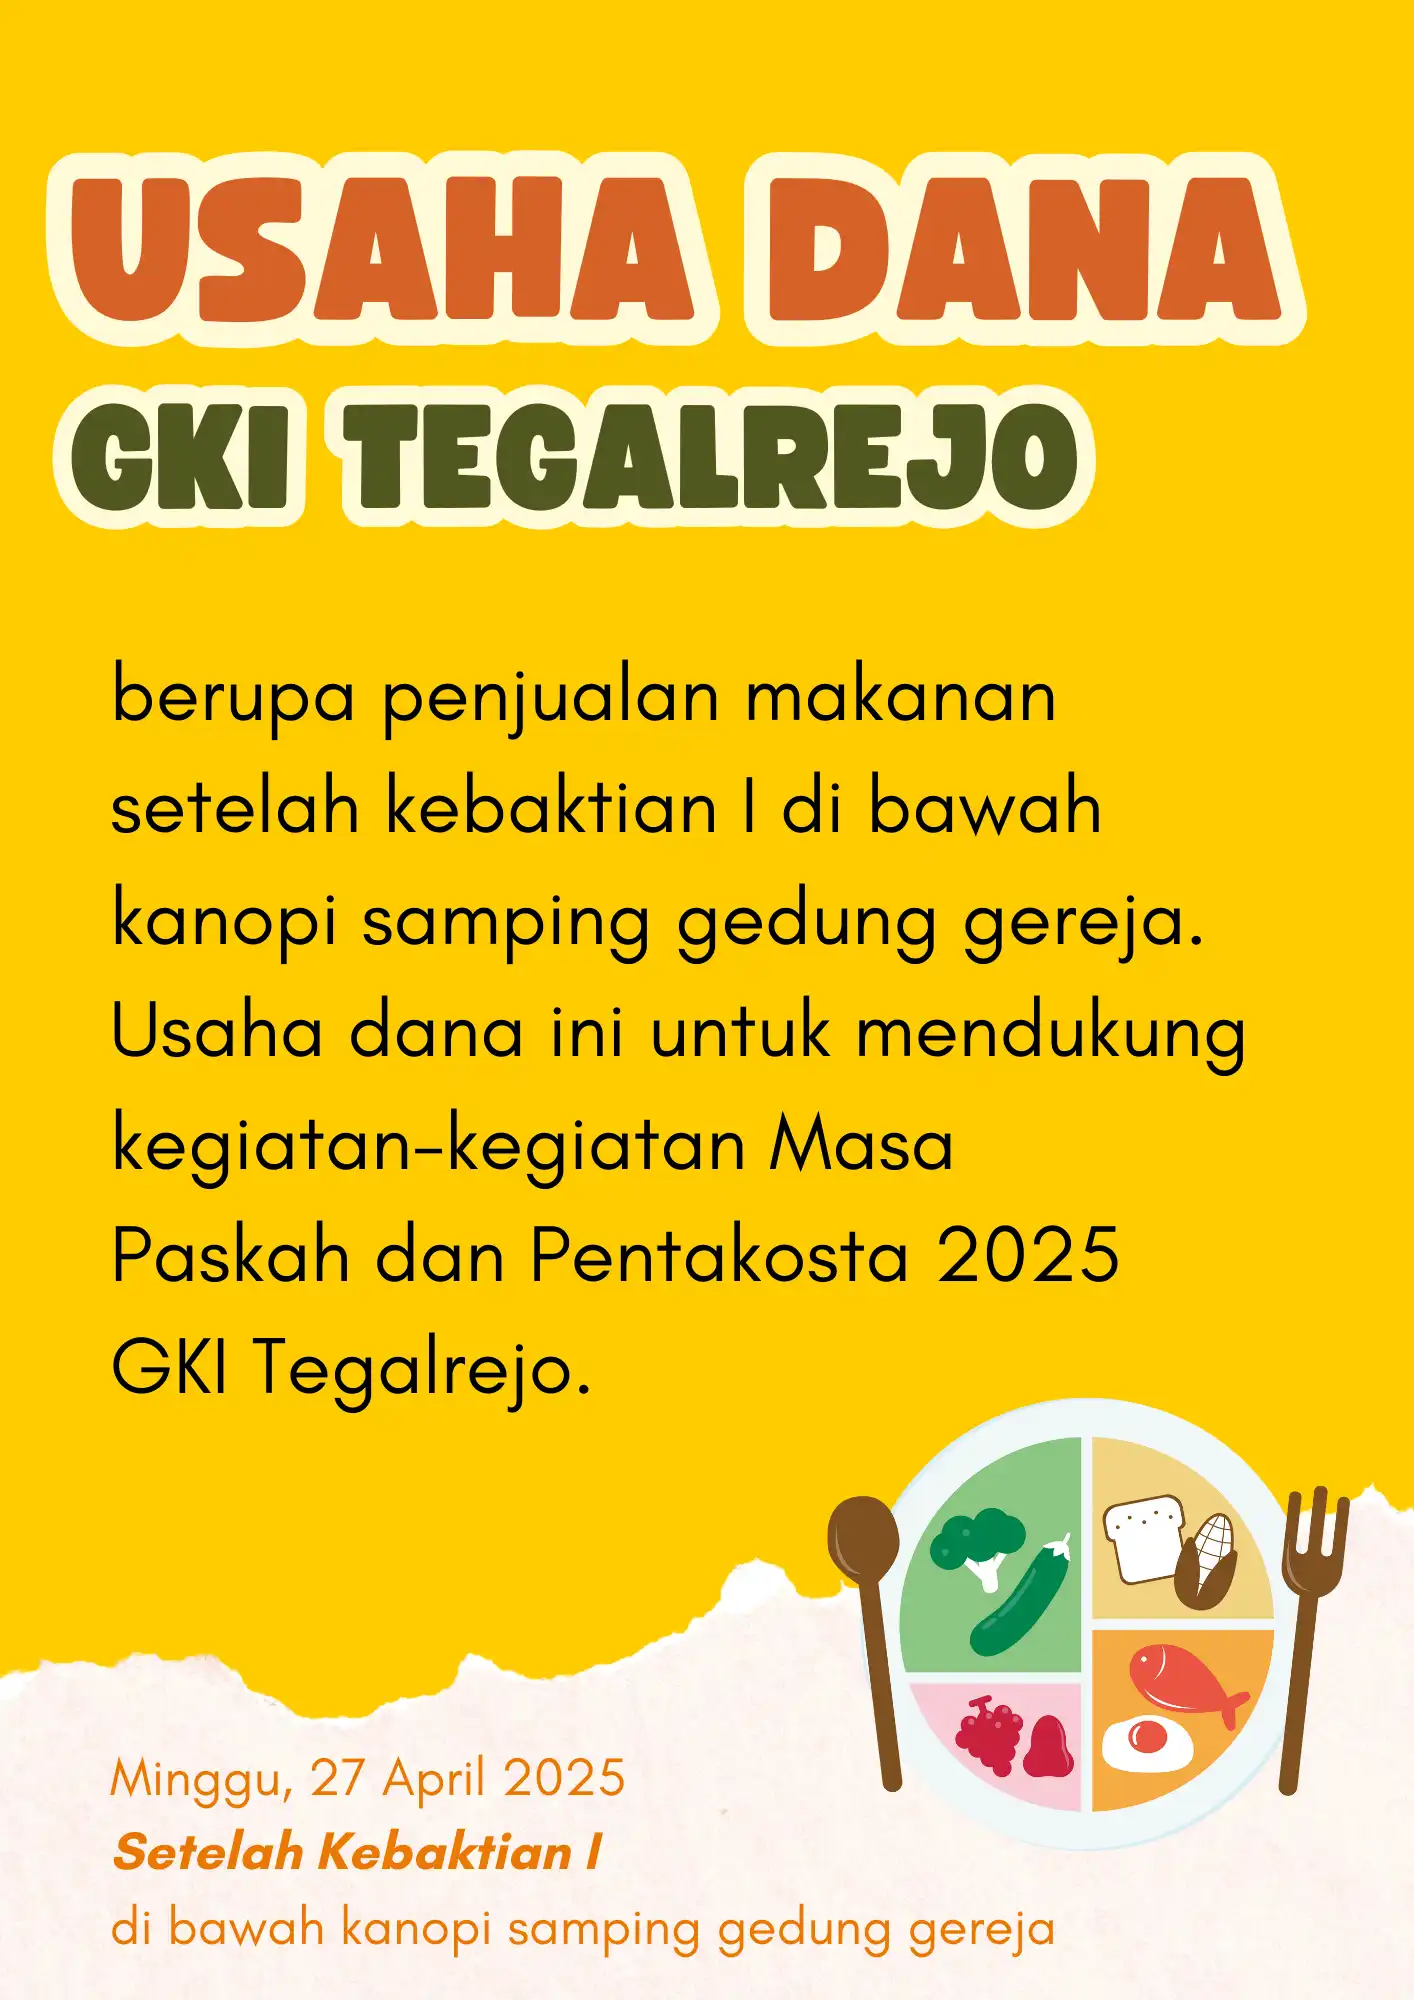 USAHA DANA
GKI TEGALREJO
berupa penjualan makanan
setelah kebaktian I di bawah
kanopi samping gedung gereja.
Usaha dana ini untuk mendukung
kegiatan-kegiatan Masa
Paskah dan Pentakosta 2025
GKI Tegalrejo.
Minggu, 27 April 2025
Setelah Kebaktian I
di bawah kanopi samping gedung gereja